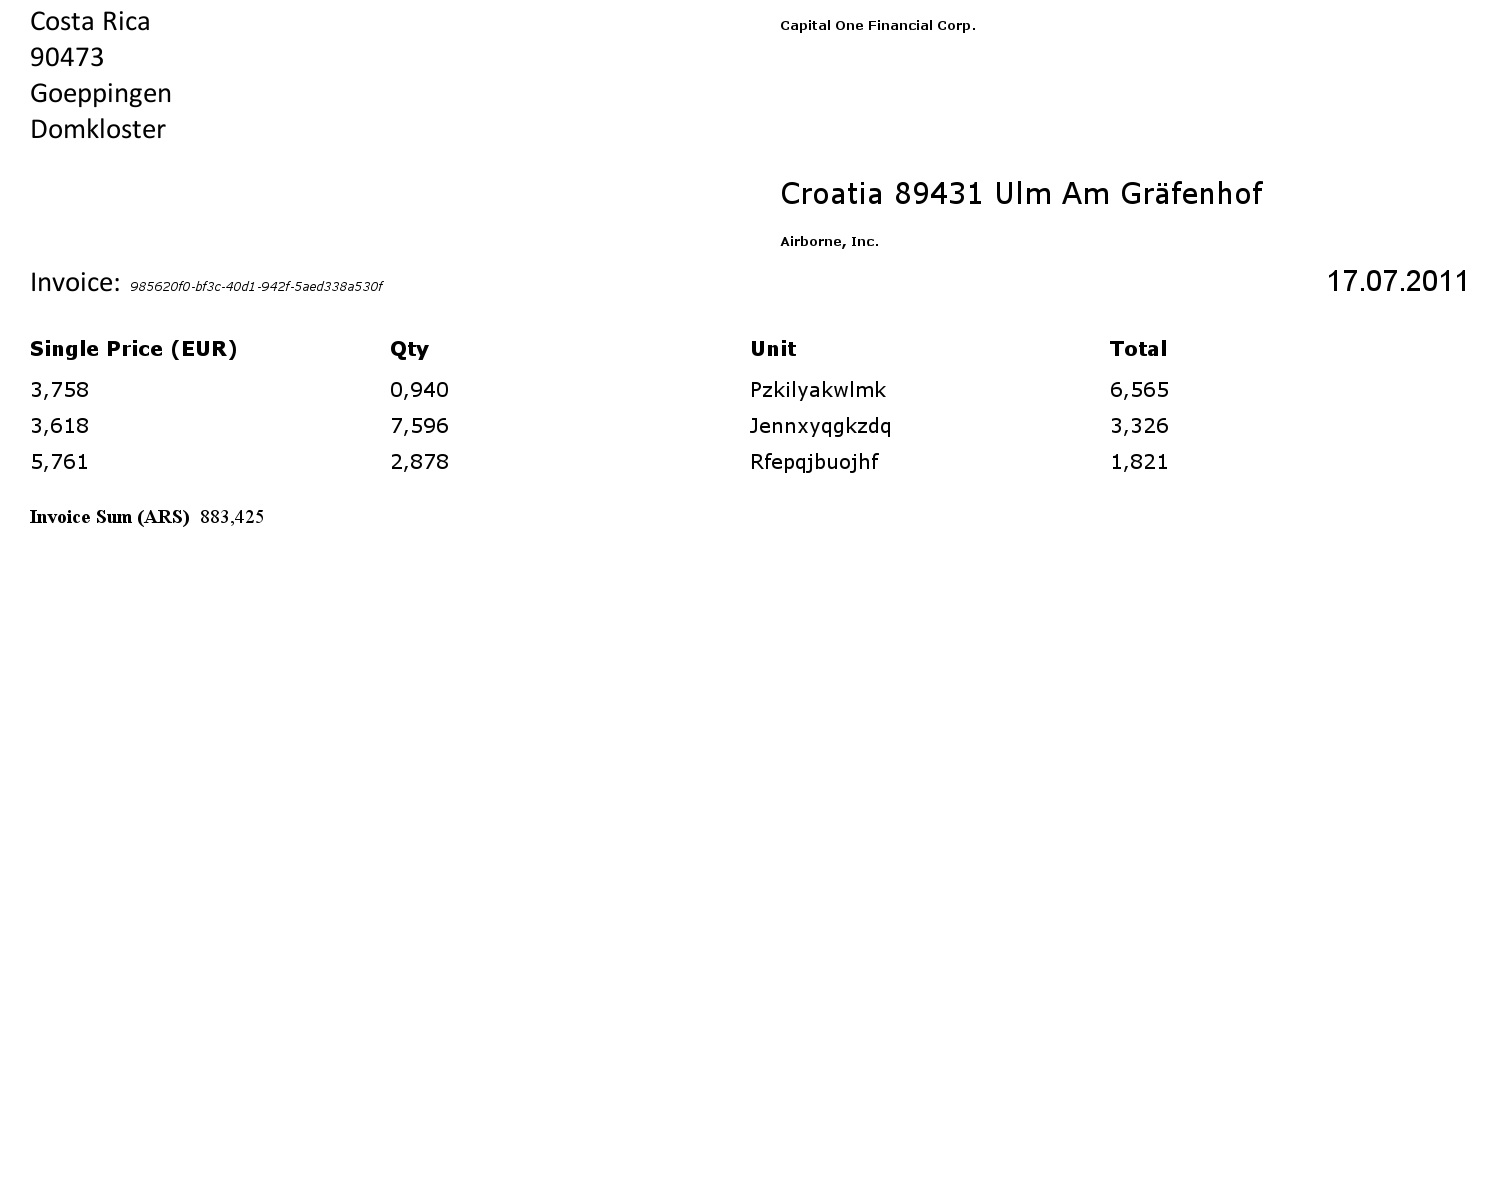 Costa Rica
90473
Goeppingen
Domkloster
Capital One Financial Corp.
Croatia 89431 Ulm Am Gräfenhof
Airborne, Inc.
Invoice: 985620f0-bf3c-40d1-942f-5aed338a530f
17.07.2011
Single Price (EUR) Qty Unit Total
3,758 0,940 Pzkilyakwlmk 6,565
3,618 7,596 Jennxyqgkzdq 3,326
5,761 2,878 Rfepqjbuojhf 1,821
Invoice Sum (ARS) 883,425